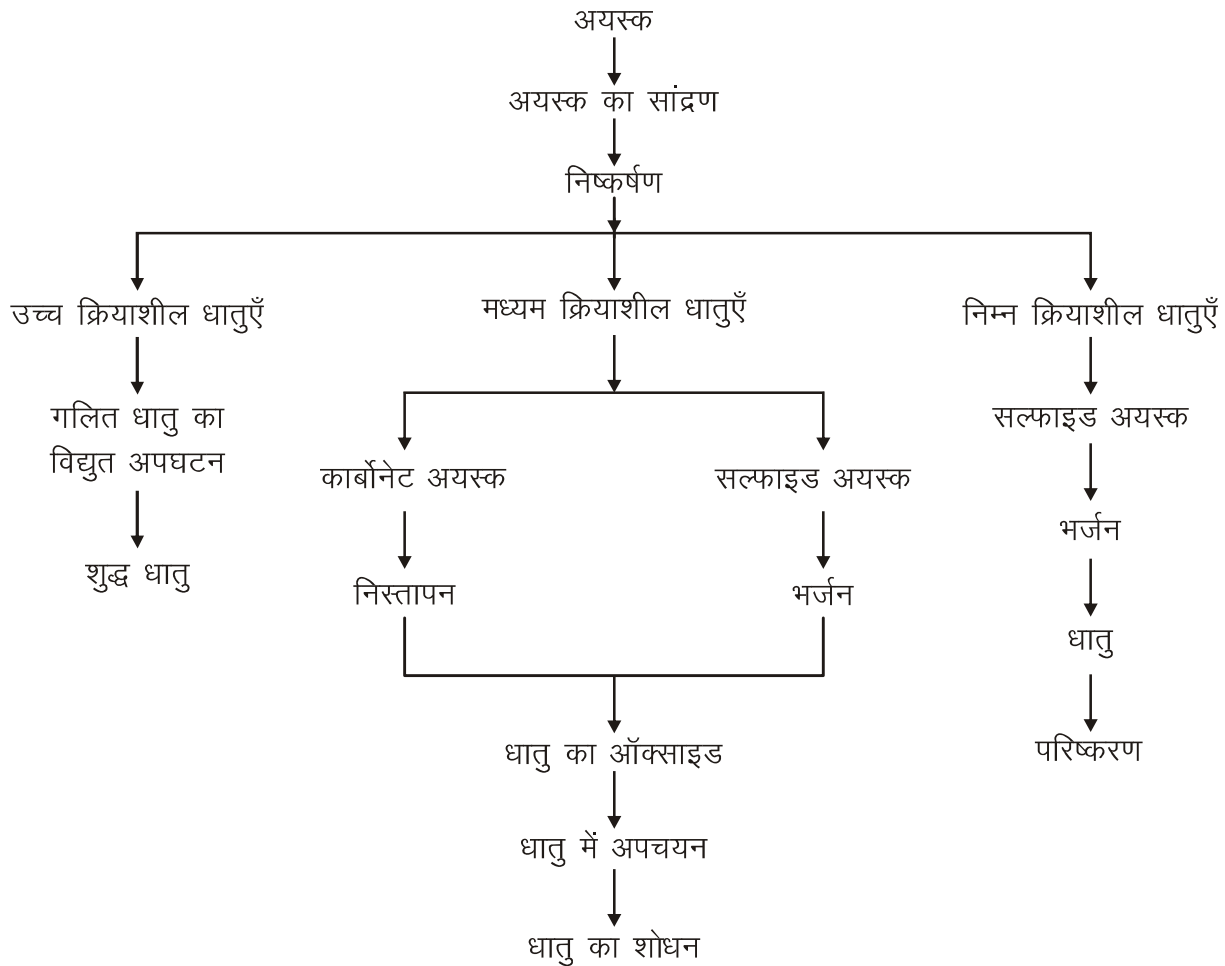 अयस्क
अयस्क का सांद्रण
निष्कर्षण
उच्च क्रियाशील धातुएँ
मध्यम क्रियाशील धातुएँ
निम्न क्रियाशील धातुएँ
गलित धातु का
विद्युत अपघटन
शुद्ध धातु
कार्बोनेट अयस्क
सल्फाइड अयस्क
निस्तापन
भर्जन
धातु का ऑक्साइड
धातु में अपचयन
धातु का शोधन
सल्फाइड अयस्क
भर्जन
धातु
परिष्करण